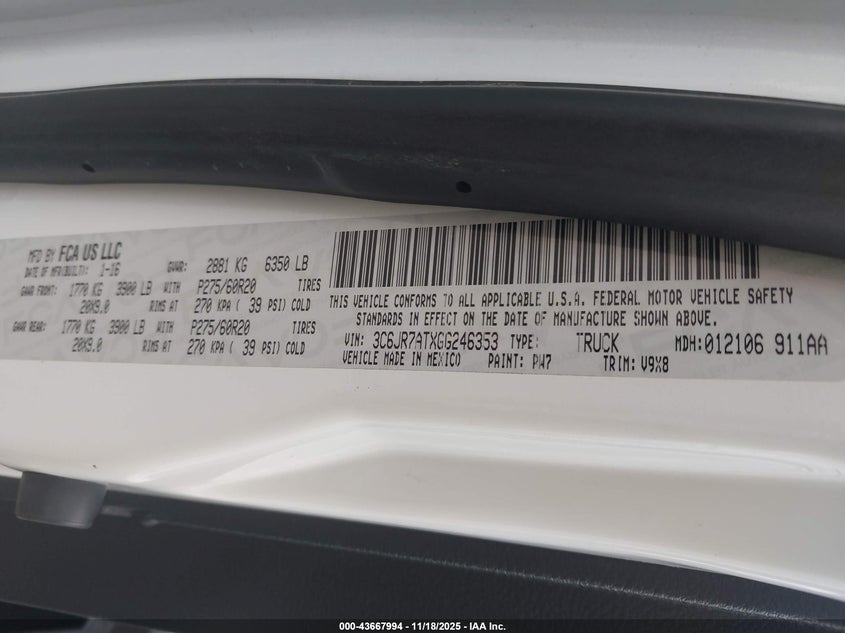 MFD BY FCA US LLC
DATE OF MFR(BUILT): 1-16 GVWR: 2881 KG 6350 LB
GAWR FRONT: 1770 KG 3900 LB WITH P275/60R20 TIRES
20X9.0 RIMS AT 270 KPA ( 39 PSI) COLD
GAWR REAR: 1770 KG 3900 LB WITH P275/60R20 TIRES
20X9.0 RIMS AT 270 KPA ( 39 PSI) COLD
THIS VEHICLE CONFORMS TO ALL APPLICABLE U.S.A. FEDERAL MOTOR VEHICLE SAFETY
STANDARDS IN EFFECT ON THE DATE OF MANUFACTURE SHOWN ABOVE.
VIN: 3C6JR7ATXGG246353 TYPE: TRUCK MDH:012106 911AA
VEHICLE MADE IN MEXICO PAINT: PW7 TRIM: V9X8
000-43667994 - 11/18/2025 - IAA Inc.